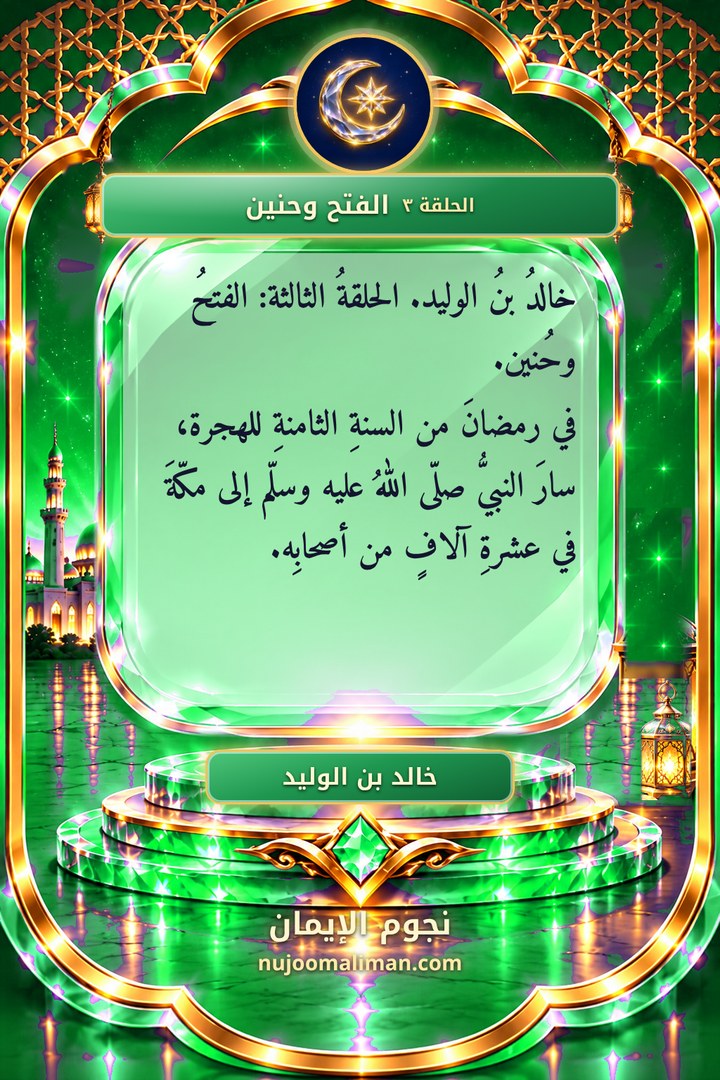 الحلقة ٣ الفتح وحنين
خالدُ بنُ الوليد. الحلقةُ الثالثة: الفتحُ
وحُنين.
في رمضانَ من السنةِ الثامنةِ للهجرة،
سارَ النبيُّ صلّى اللهُ عليه وسلّم إلى مكّةَ
في عشرةِ آلافٍ من أصحابِه.
خالد بن الوليد
نجوم الإيمان
nujoomaliman.com